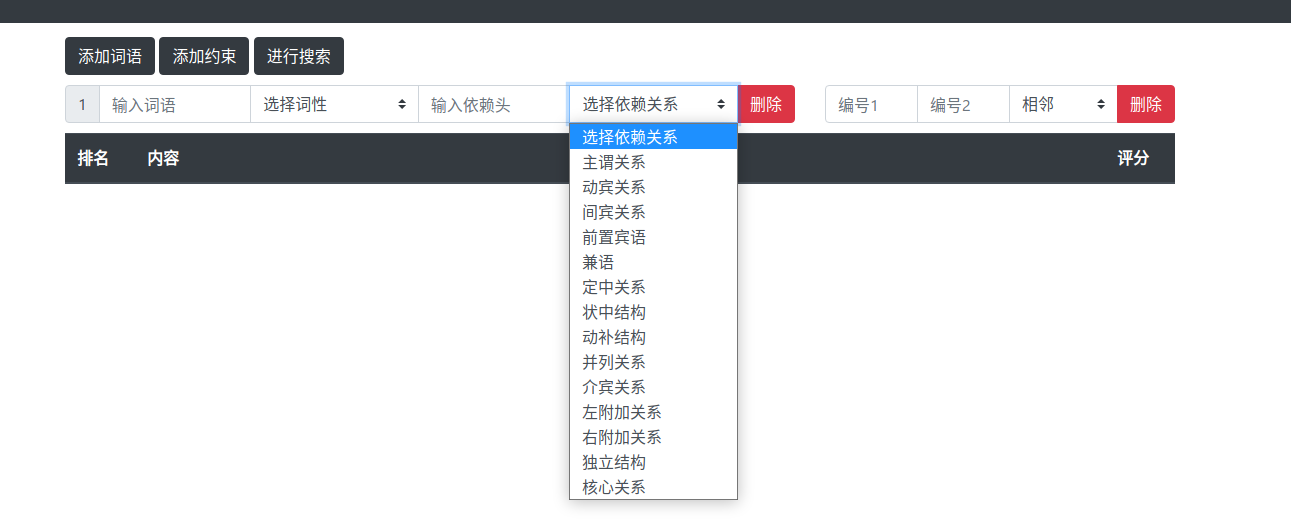 添加词语 添加约束 进行搜索
1 输入词语 选择词性 输入依赖头 选择依赖关系 删除 编号1 编号2 相邻 删除
选择依赖关系
排名 内容 评分
主谓关系
动宾关系
间宾关系
前置宾语
兼语
定中关系
状中结构
动补结构
并列关系
介宾关系
左附加关系
右附加关系
独立结构
核心关系